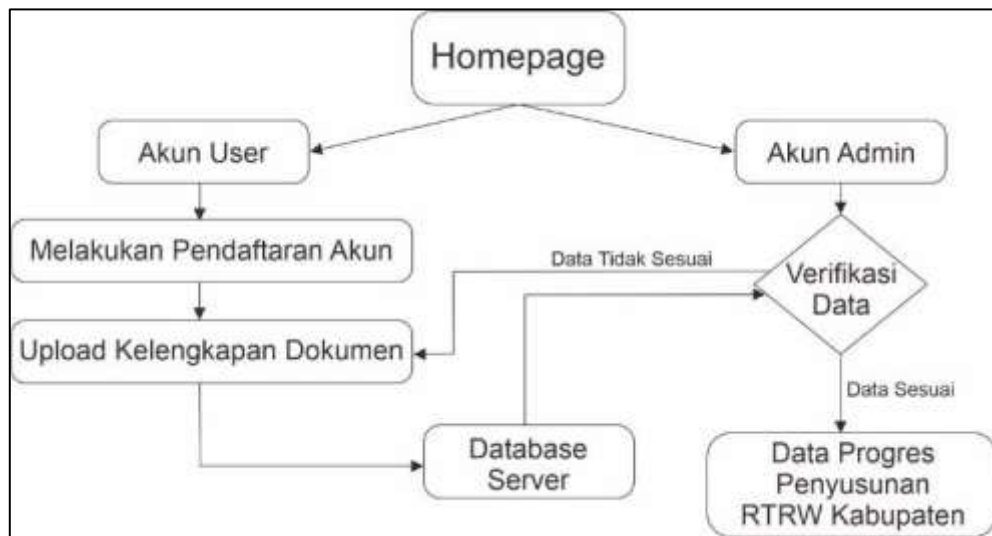 Homepage
Akun User
Akun Admin
Melakukan Pendaftaran Akun
Data Tidak Sesuai
Verifikasi
Data
Upload Kelengkapan Dokumen
Data Sesuai
Database
Server
Data Progres
Penyusunan
RTRW Kabupaten